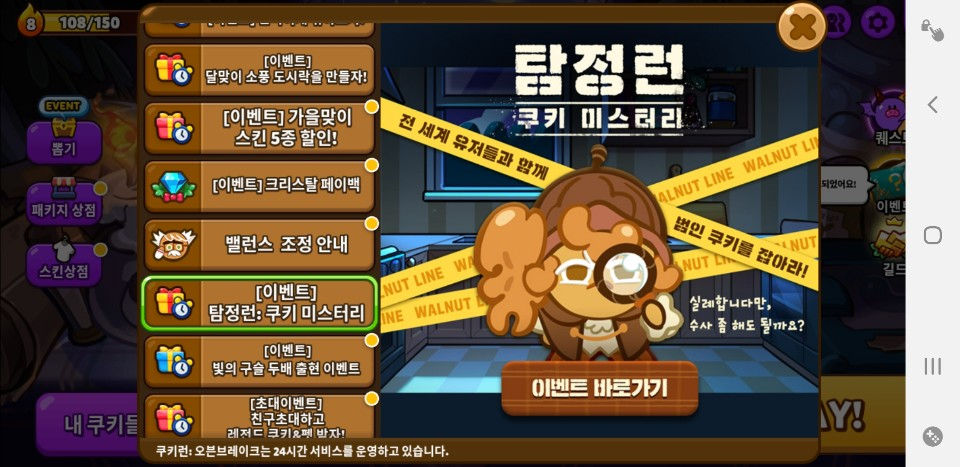 8
108/150
EVENT
뽑기
패키지 상점
스킨상점
내 쿠키들
[이벤트]
달맞이 소풍 도시락을 만들자!
[이벤트] 가을맞이
스킨 5종 할인!
[이벤트] 크리스탈 페이백
밸런스 조정 안내
[이벤트]
탐정런: 쿠키 미스터리
[이벤트]
빛의 구슬 두배 출현 이벤트
[초대이벤트]
친구초대하고
레전드 쿠키&펫 받자!
탐정런
쿠키 미스터리
전 세계 유저들과 함께
WALNUT LINE WALNUT LINE
범인 쿠키를 잡아라!
LNUT LINE
WALNUT LINE
LINE WALNUT
실례합니다만,
수사 좀 해도 될까요?
이벤트 바로가기
쿠키런: 오븐브레이크는 24시간 서비스를 운영하고 있습니다.
되었어요!
퀘스
이벤트
길드
AY!